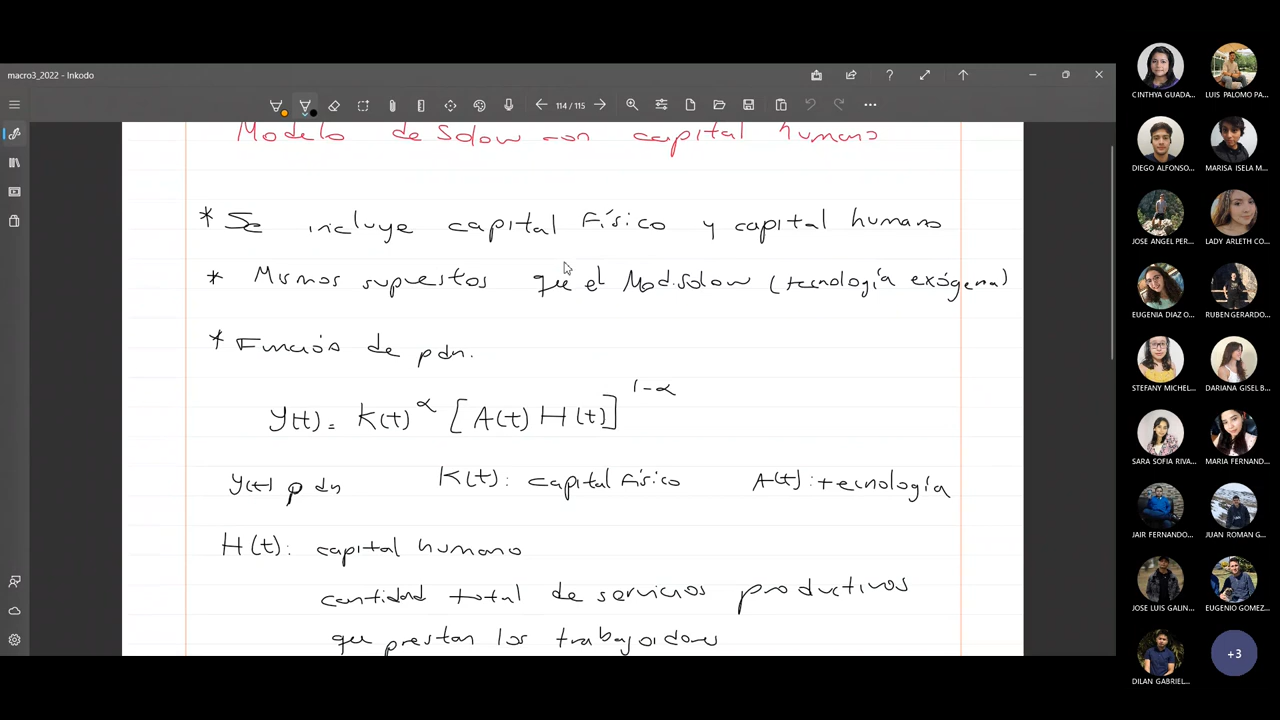 macro3_2022 - Inkodo
114 / 115
Modelo de Solow con capital humano
* Se incluye capital físico y capital humano
* Mismos supuestos que el Mod.Solow (tecnología exógena)
* Función de pdn.
Y(t) = K(t)^α [A(t) H(t)]^1-α
Y(t) pdn K(t): capital físico A(t): tecnología
H(t): capital humano
cantidad total de servicios productivos
que prestan los trabajadores
CINTHYA GUADA...
LUIS PALOMO PA...
DIEGO ALFONSO...
MARISA ISELA M...
JOSE ANGEL PER...
LADY ARLETH CO...
EUGENIA DIAZ O...
RUBEN GERARDO...
STEFANY MICHEL...
DARIANA GISEL B...
SARA SOFIA RIVA...
MARIA FERNAND...
JAIR FERNANDO...
JUAN ROMAN G...
JOSE LUIS GALIN...
EUGENIO GOMEZ...
DILAN GABRIEL...
+3